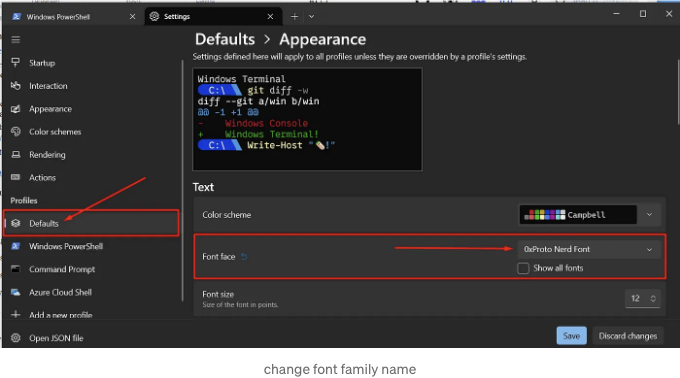 Windows PowerShell
Settings
Startup
Interaction
Appearance
Color schemes
Rendering
Actions
Profiles
Defaults
Windows PowerShell
Command Prompt
Azure Cloud Shell
Add a new profile
Open JSON file
Defaults > Appearance
Settings defined here will apply to all profiles unless they are overridden by a profile's settings.
Windows Terminal
C:\ git diff -w
diff --git a/win b/win
@@ -1 +1 @@
- Windows Console
+ Windows Terminal!
C:\ Write-Host "✏️!"
Text
Color scheme
Campbell
Font face
0xProto Nerd Font
Show all fonts
Font size
Size of the font in points.
12
Save
Discard changes
change font family name